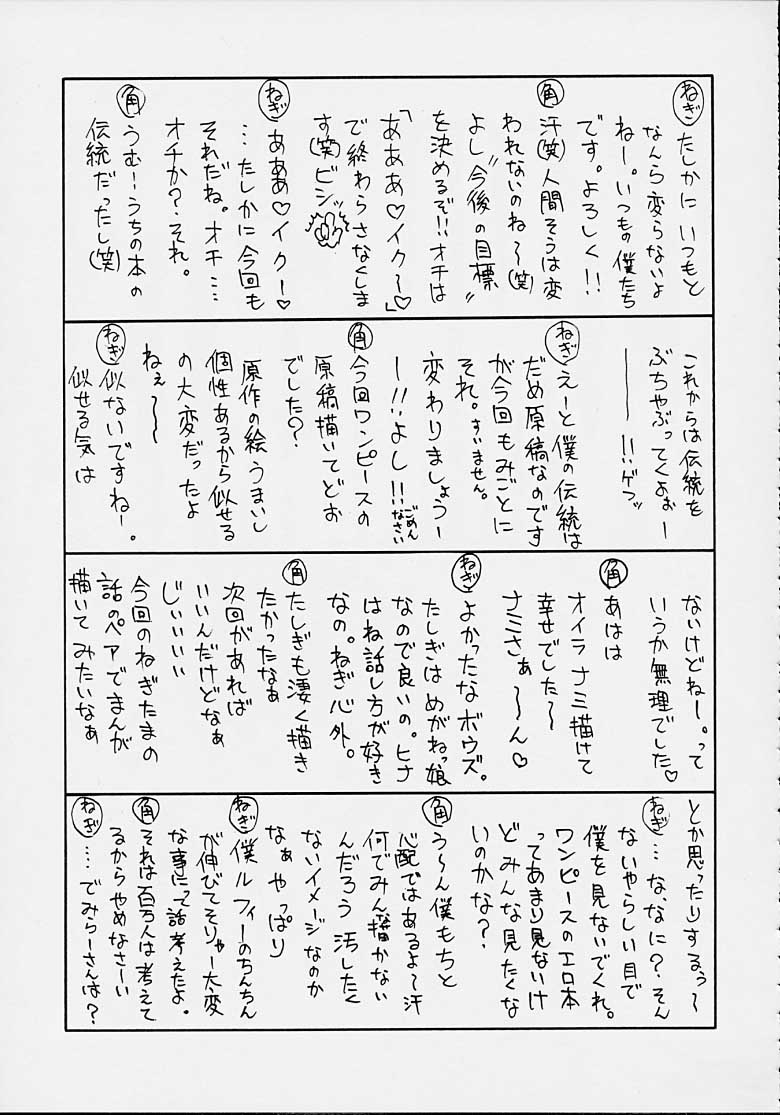 ねぎ たしかにいつもと
なんら変らないよ
ねー。いつもの僕たち
です。よろしく!!
角 汗(笑)人間そうは変
われないのね〜(笑)
よし"今後の目標"
を決めるぞ!!オチは
「あああ♡イク〜♡」
で終わらさなくしま
す(笑)ビシッ
ねぎ あああ♡イクー♡
…たしかに今回も
それだね。オチ…
オチか?それ。
角 うむーうちの本の
伝統だったし(笑)
これからは伝統を
ぶちゃぶってくよぉー
ーーー!!!ゲフッ
ねぎ えーと僕の伝統は
だめ原稿なのです
が今回もみごとに
それ。すいません。
変わりましょうー
ー!!!よし!!ごめんなさい
角 今回ワンピースの
原稿描いてどお
でした?
原作の絵うまいし
個性あるから似せる
の大変だったよ
ねぇ〜〜
ねぎ 似ないですねー。
似せる気は
ないけどねー。って
いうか無理でした♡
角 あはは
オイラ ナミ描けて
幸せでした〜
ナミさぁ〜〜ん♡
ねぎ よかったなボウズ。
たしぎはめがねっ娘
なので良いの。ヒナ
はね話し方が好き
なの。ねぎ心外。
角 たしぎも凄く描き
たかったなぁ
次回があれば
いいんだけどなぁ
じぃいいい
今回のねぎたまの
話のペアでまんが
描いてみたいなぁ
とか思ったりするぅ〜
ねぎ …な、なに?そん
ないやらしい目で
僕を見ないでくれ。
ワンピースのエロ本
ってあまり見ないけ
どみんな見たくな
いのかな?
角 う〜ん僕もちと
心配ではあるよ〜汗
何でみん描かない
んだろう 汚したく
ないイメージなのか
なぁ やっぱり
ねぎ 僕ルフィーのちんちん
が伸びてそりゃー大変
な事にって話考えたよ。
角 それは百万人は考えて
るからやめなさーい
ねぎ …でみらーさんは?